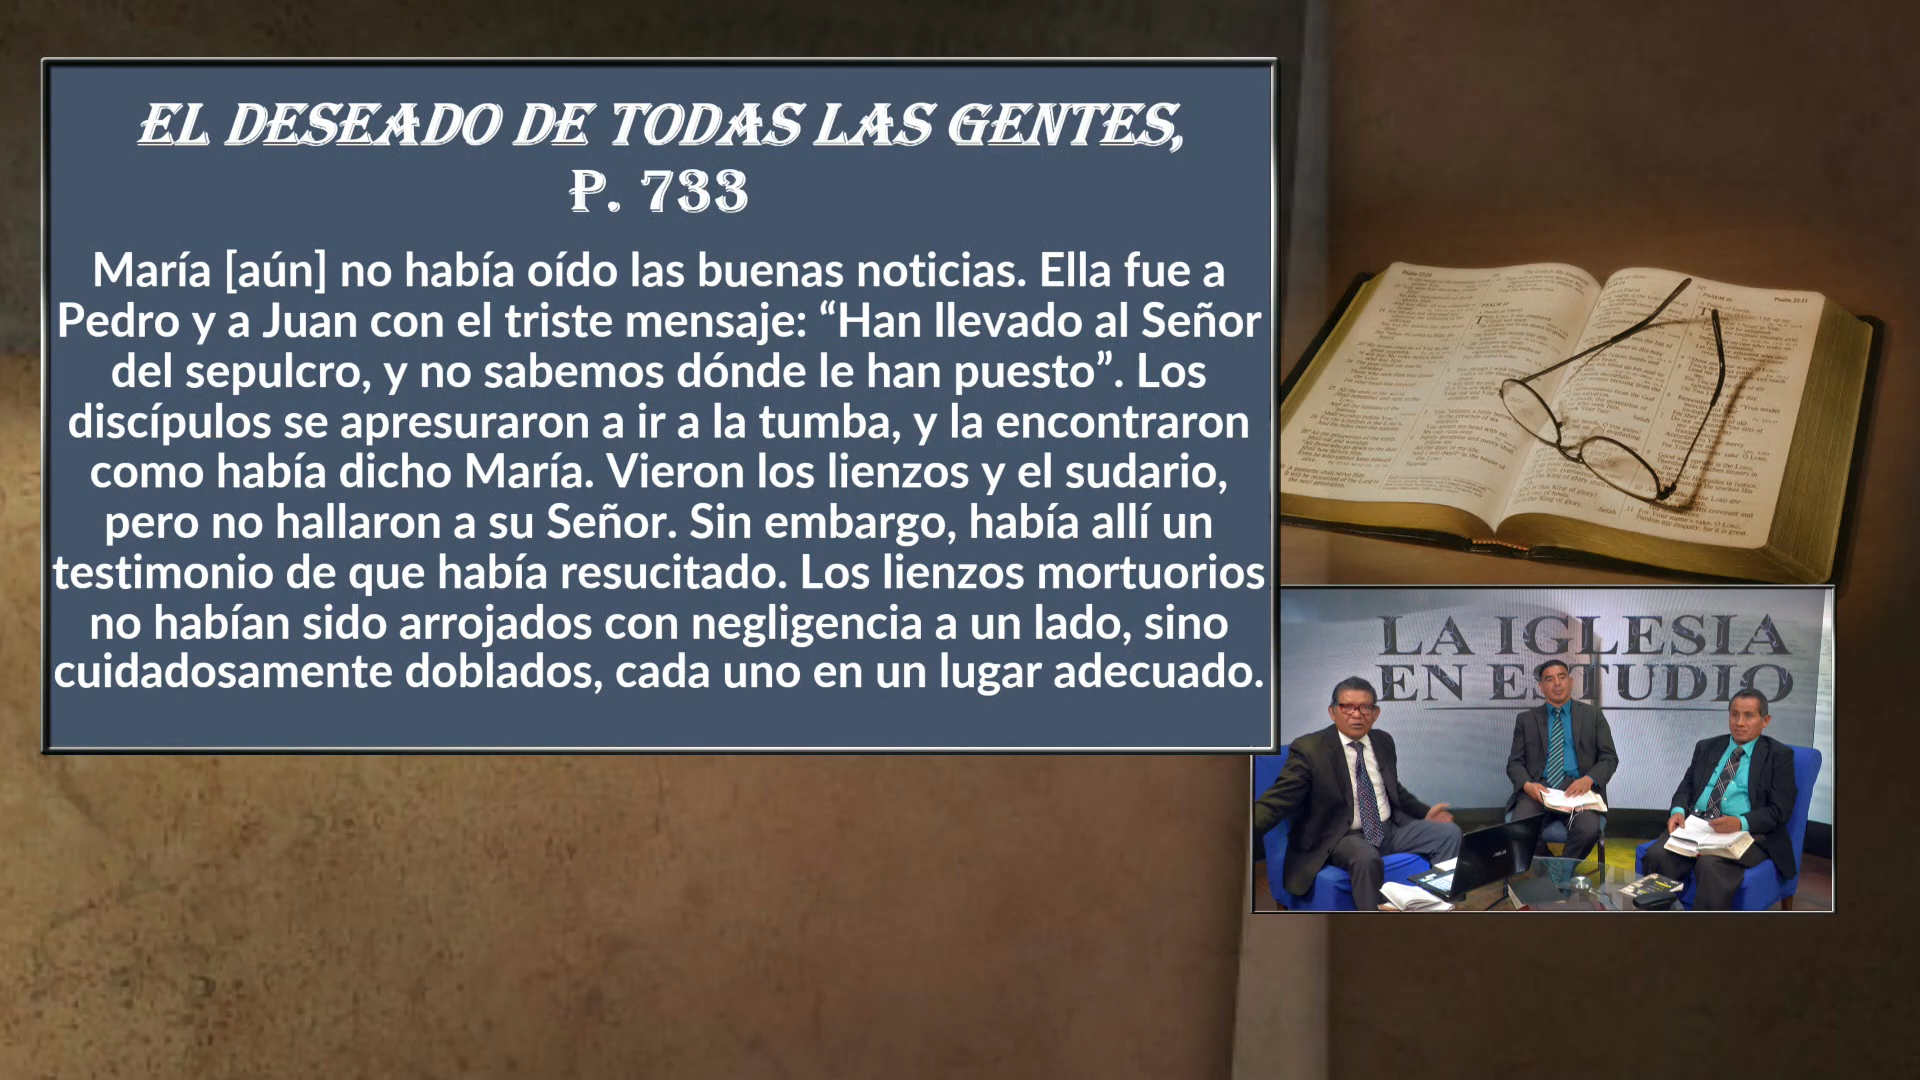 EL DESEADO DE TODAS LAS GENTES,
P. 733
María [aún] no había oído las buenas noticias. Ella fue a
Pedro y a Juan con el triste mensaje: “Han llevado al Señor
del sepulcro, y no sabemos dónde le han puesto”. Los
discípulos se apresuraron a ir a la tumba, y la encontraron
como había dicho María. Vieron los lienzos y el sudario,
pero no hallaron a su Señor. Sin embargo, había allí un
testimonio de que había resucitado. Los lienzos mortuorios
no habían sido arrojados con negligencia a un lado, sino
cuidadosamente doblados, cada uno en un lugar adecuado.
LA IGLESIA
EN ESTUDIO